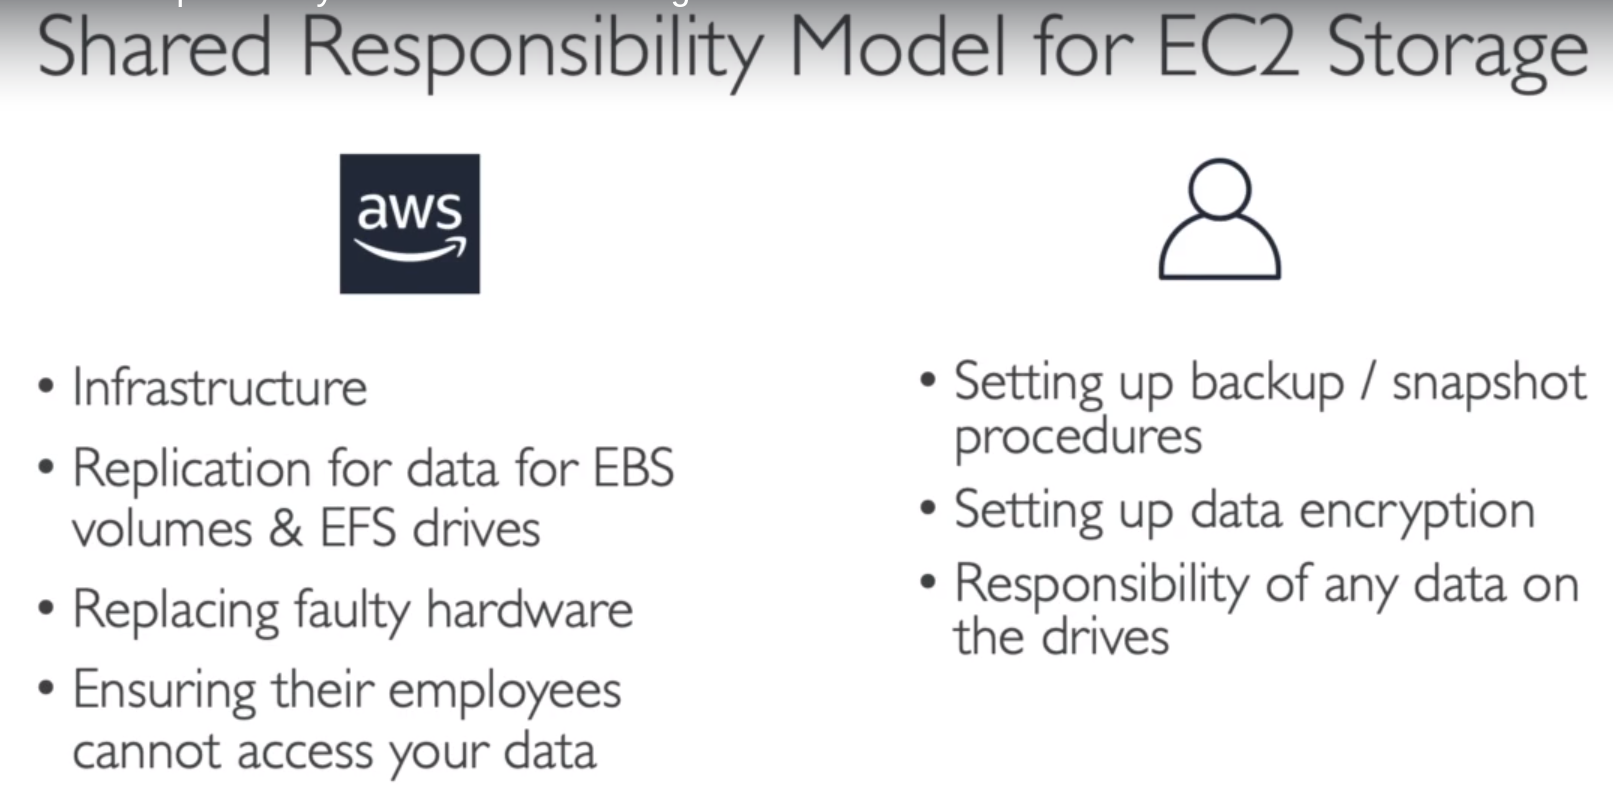 Shared Responsibility Model for EC2 Storage
aws
• Infrastructure
• Replication for data for EBS
volumes & EFS drives
• Replacing faulty hardware
• Ensuring their employees
cannot access your data
• Setting up backup / snapshot
procedures
• Setting up data encryption
• Responsibility of any data on
the drives